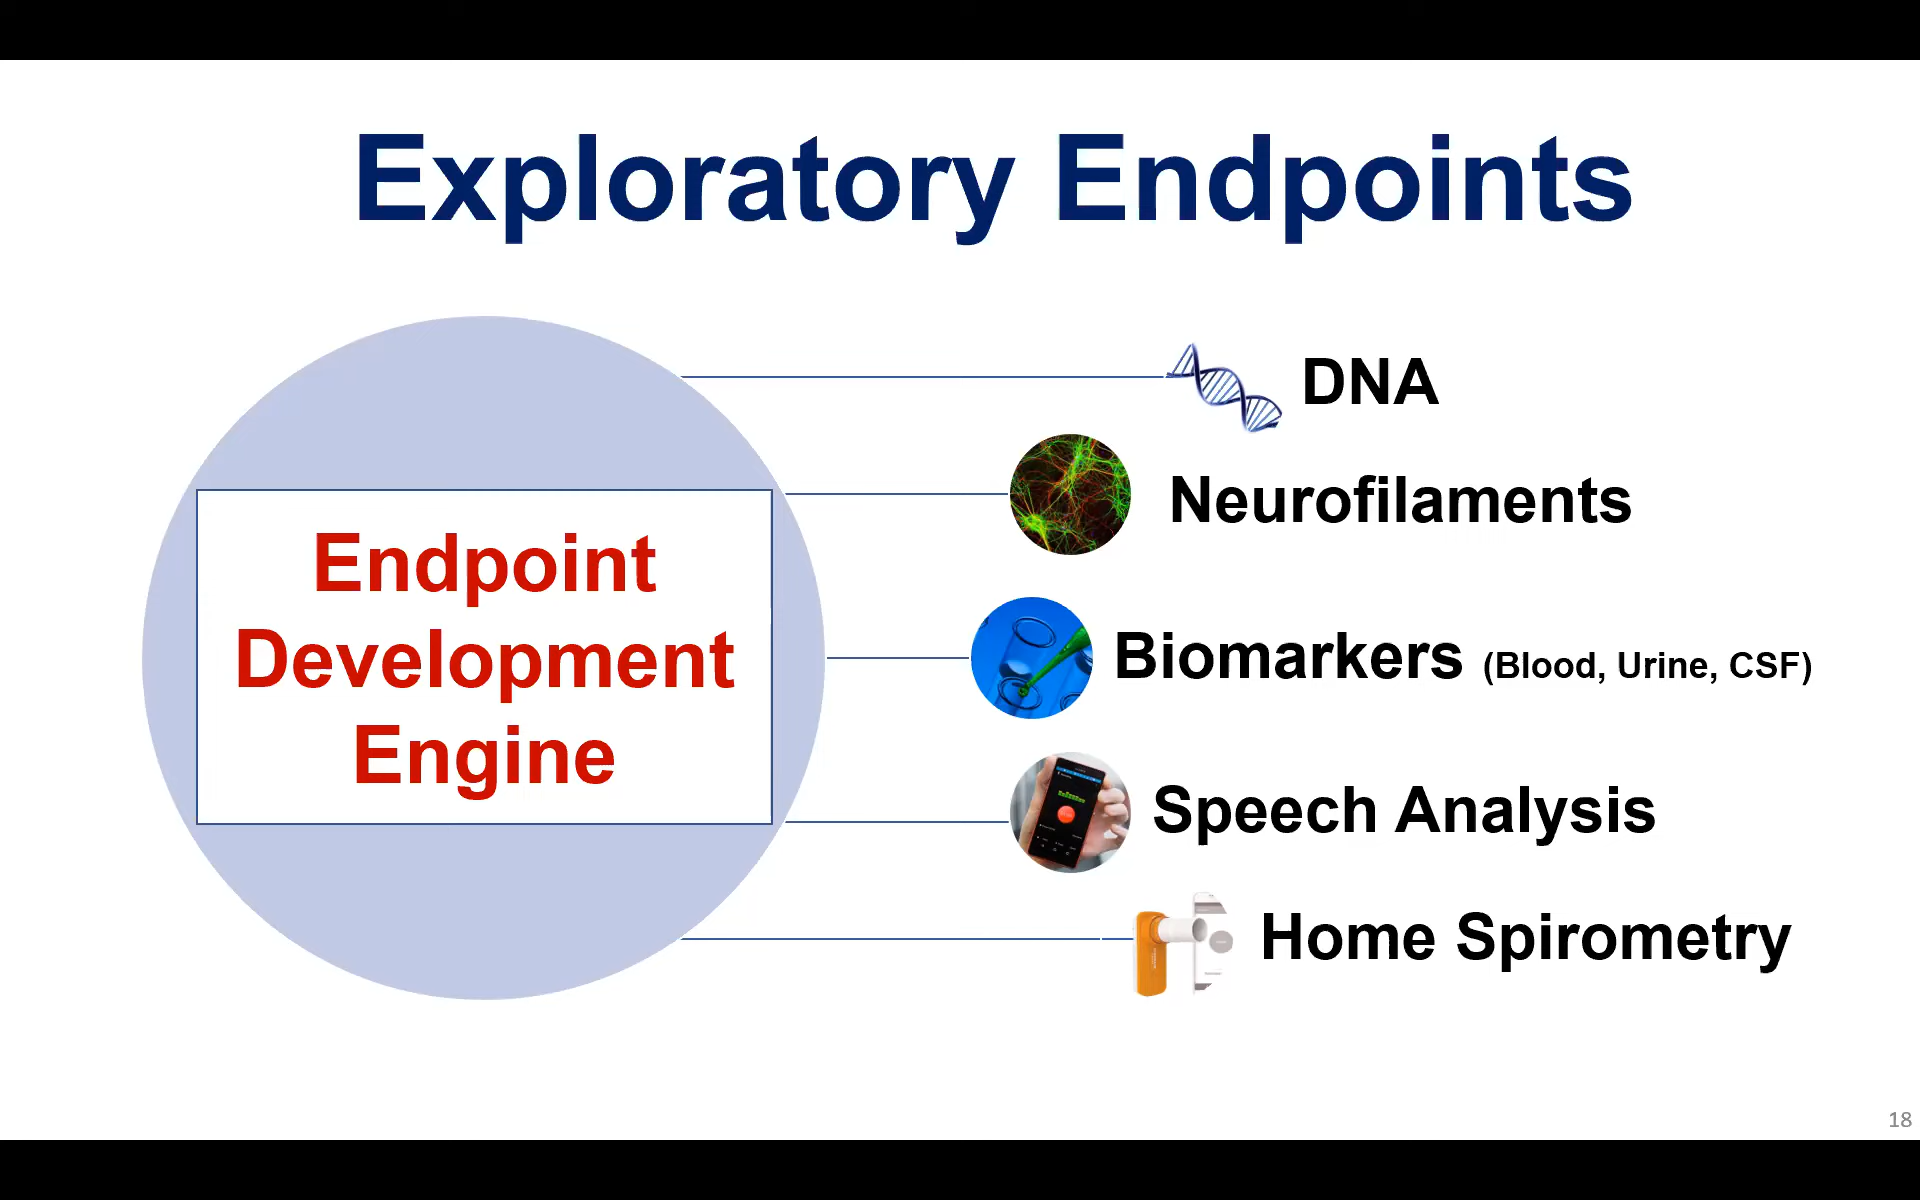 Exploratory Endpoints
Endpoint
Development
Engine
DNA
Neurofilaments
Biomarkers (Blood, Urine, CSF)
Speech Analysis
Home Spirometry
18